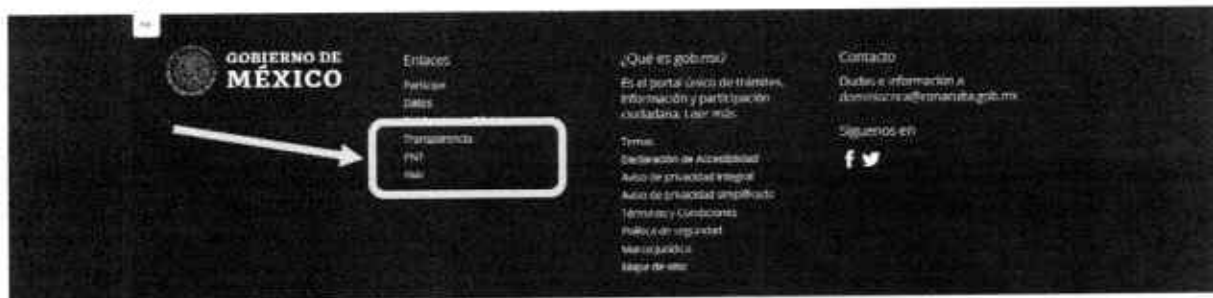 GOBIERNO DE
MÉXICO
Enlaces
Participa
Datos
Transparencia
PNT
¿Qué es gob.mx?
Es el portal único de trámites,
información y participación
ciudadana. Leer más
Temas
Declaración de Accesibilidad
Aviso de privacidad integral
Aviso de privacidad simplificado
Términos y Condiciones
Política de seguridad
Marco Jurídico
Mapa de sitio
Contacto
Dudas e información a
Síguenos en